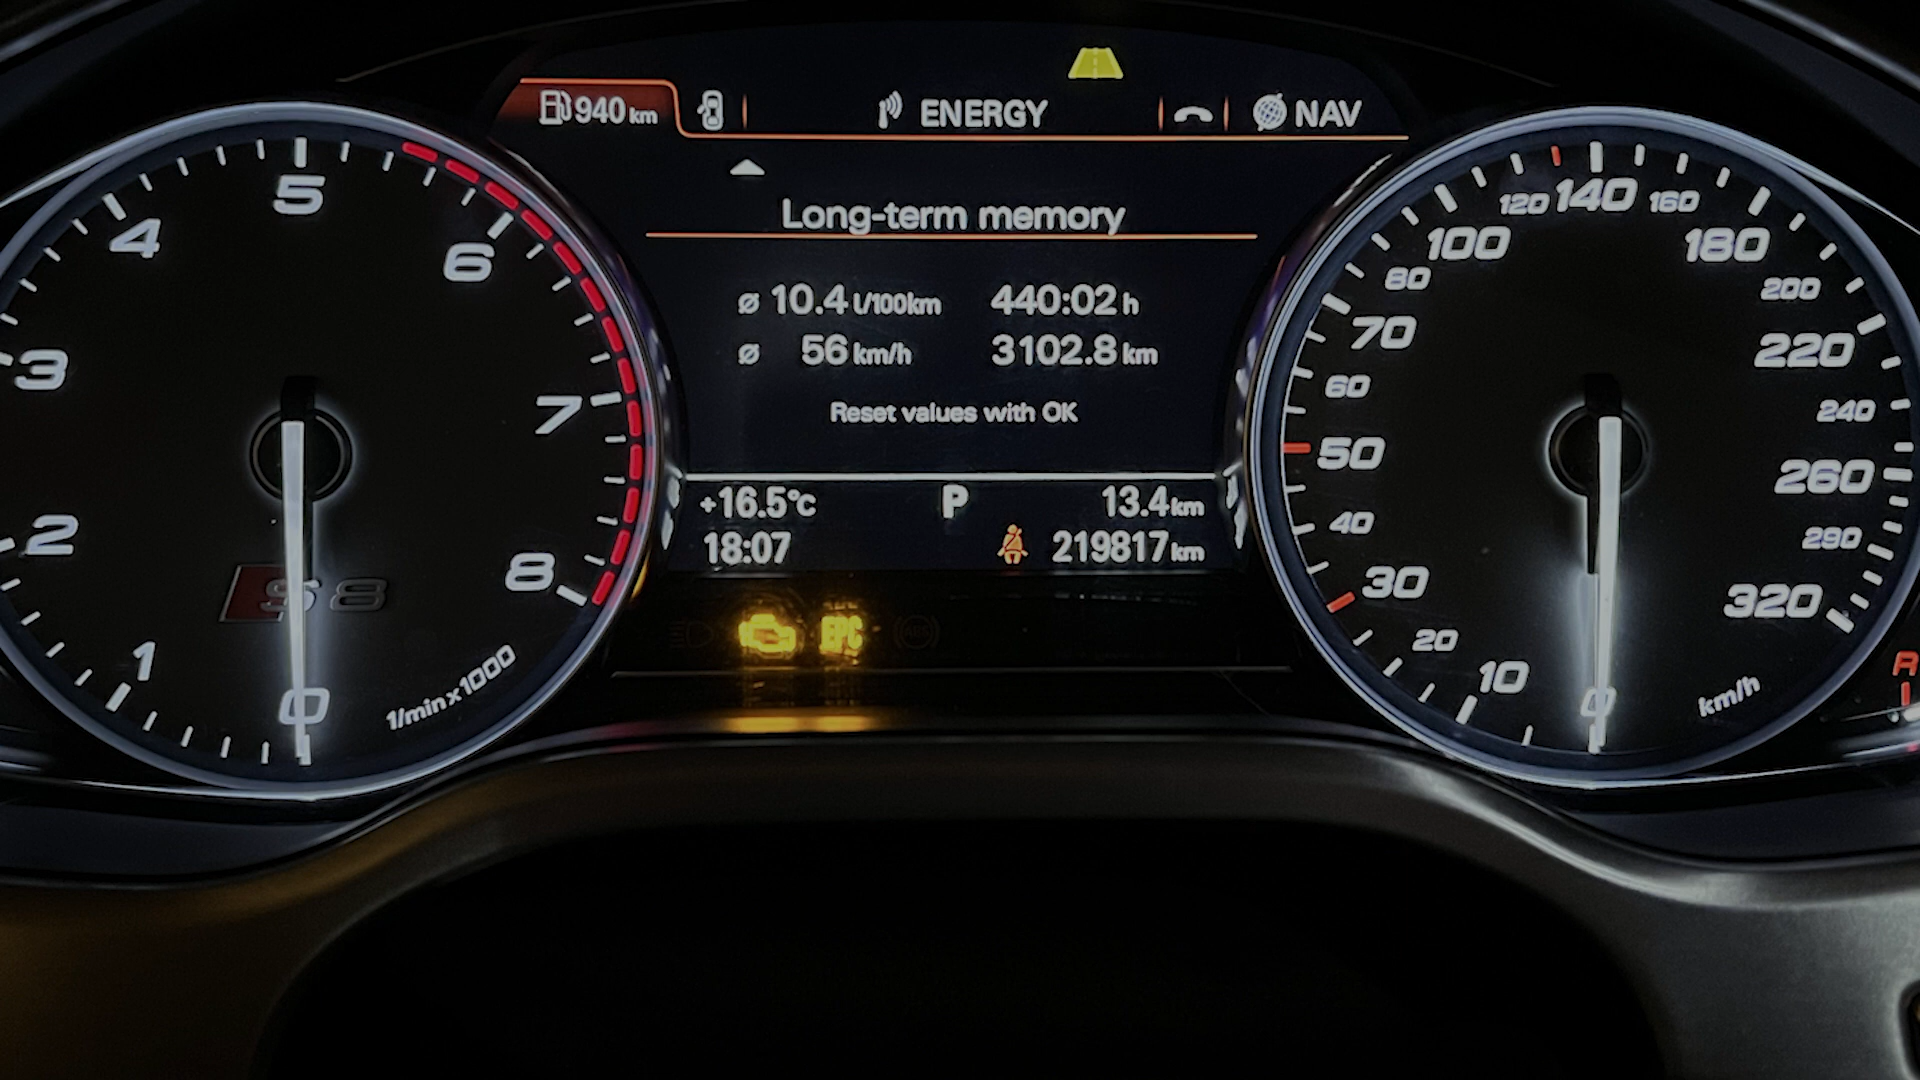 940 km
ENERGY
NAV
Long-term memory
ø 10.4 l/100km 440:02 h
ø 56 km/h 3102.8 km
Reset values with OK
+16.5°C P 13.4 km
18:07 219817 km
EPC
ABS
0
1
2
3
4
5
6
7
8
1/min x 1000
S8
0
10
20
30
40
50
60
70
80
100
120
140
160
180
200
220
240
260
290
320
km/h
R